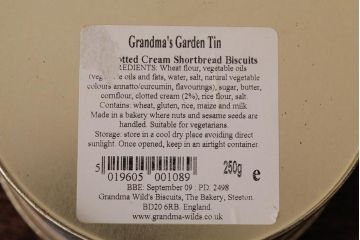 Grandma's Garden Tin
otted Cream Shortbread Biscuits
REDIENTS: Wheat flour, vegetable oils
(vege e oils and fats, water, salt, natural vegetable
colours annatto/curcumin, flavourings), sugar, butter,
cornflour, clotted cream (2%), rice flour, salt.
Contains: wheat, gluten, rice, maize and milk
Made in a bakery where nuts and sesame seeds are
handled. Suitable for vegetarians.
Storage: store in a cool dry place avoiding direct
sunlight. Once opened, keep in an airtight container
250g e
5 019605 001089
BBE: September 09 : PD. 2498
Grandma Wild's Biscuits, The Bakery, Steeton.
BD20 6RB. England.
www.grandma-wilds.co.uk